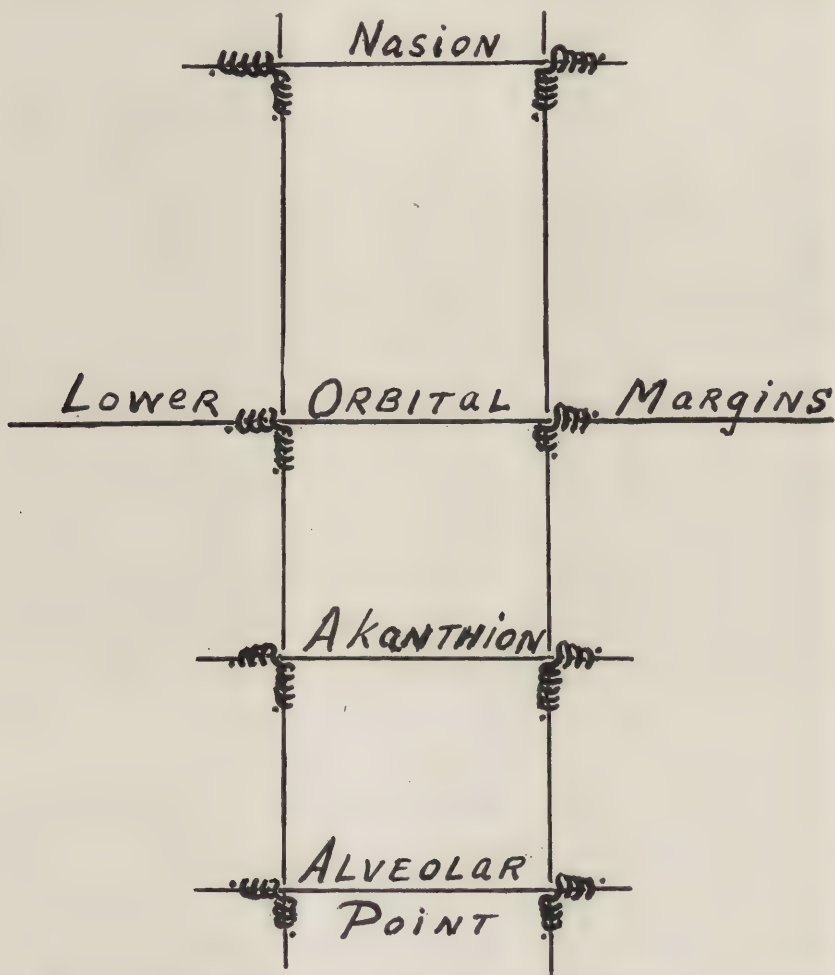 Nasion
Lower Orbital Margins
Akanthion
Alveolar
Point